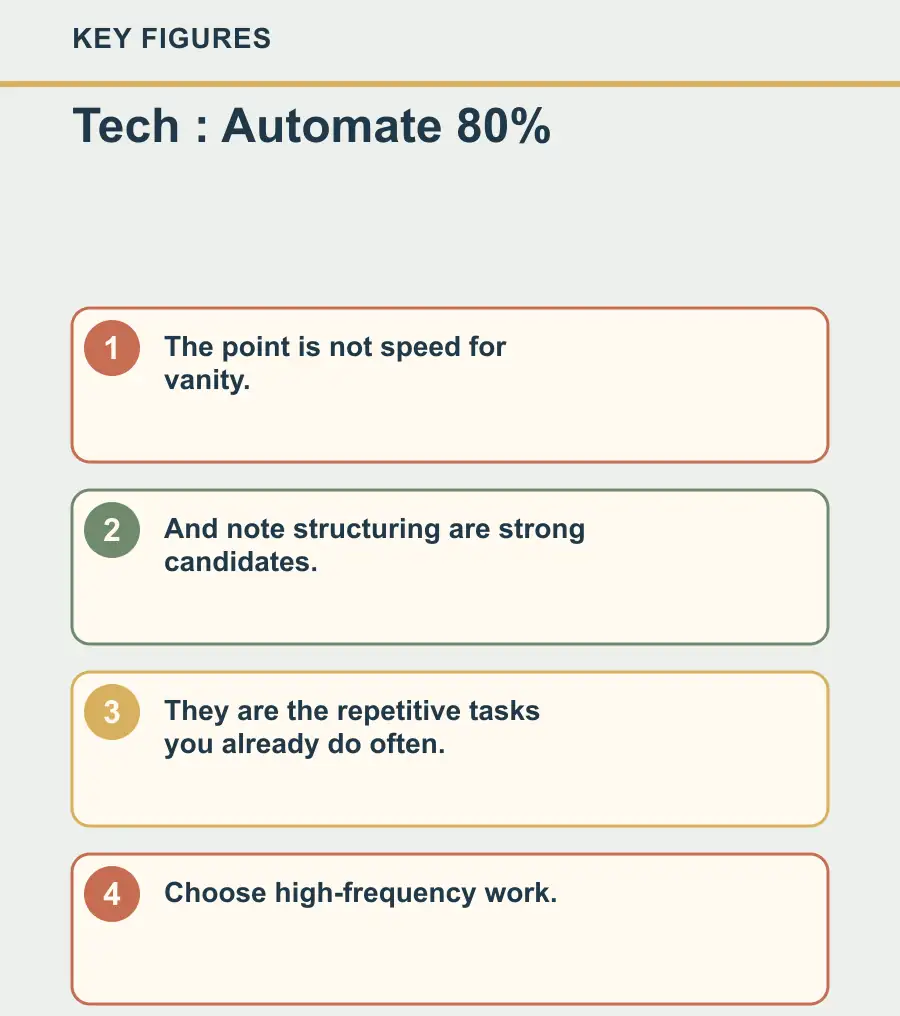 KEY FIGURES
Tech : Automate 80%
1
The point is not speed for
vanity.
2
And note structuring are strong
candidates.
3
They are the repetitive tasks
you already do often.
4
Choose high-frequency work.